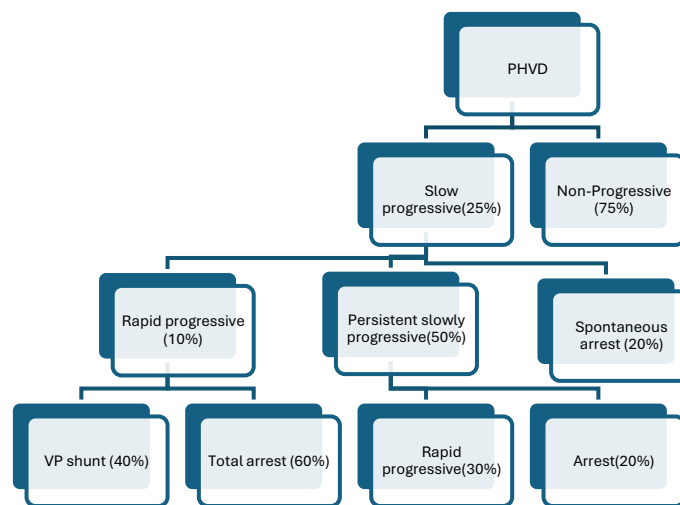 PHVD
Slow
progressive(25%)
Non-Progressive
(75%)
Rapid progressive
(10%)
Persistent slowly
progressive(50%)
Spontaneous
arrest (20%)
VP shunt (40%)
Total arrest (60%)
Rapid
progressive(30%)
Arrest(20%)